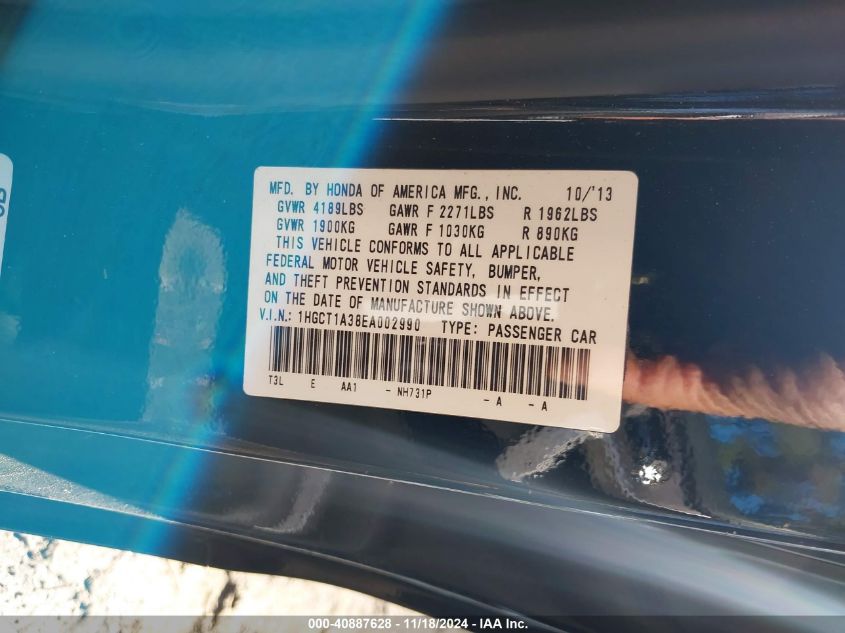 MFD. BY HONDA OF AMERICA MFG., INC. 10/'13
GVWR 4189LBS GAWR F 2271LBS R 1962LBS
GVWR 1900KG GAWR F 1030KG R 890KG
THIS VEHICLE CONFORMS TO ALL APPLICABLE
FEDERAL MOTOR VEHICLE SAFETY, BUMPER,
AND THEFT PREVENTION STANDARDS IN EFFECT
ON THE DATE OF MANUFACTURE SHOWN ABOVE.
V.I.N.: 1HGCT1A38EA002990 TYPE: PASSENGER CAR
T3L E AA1 - NH731P - A - A
000-40887628 - 11/18/2024 - IAA Inc.